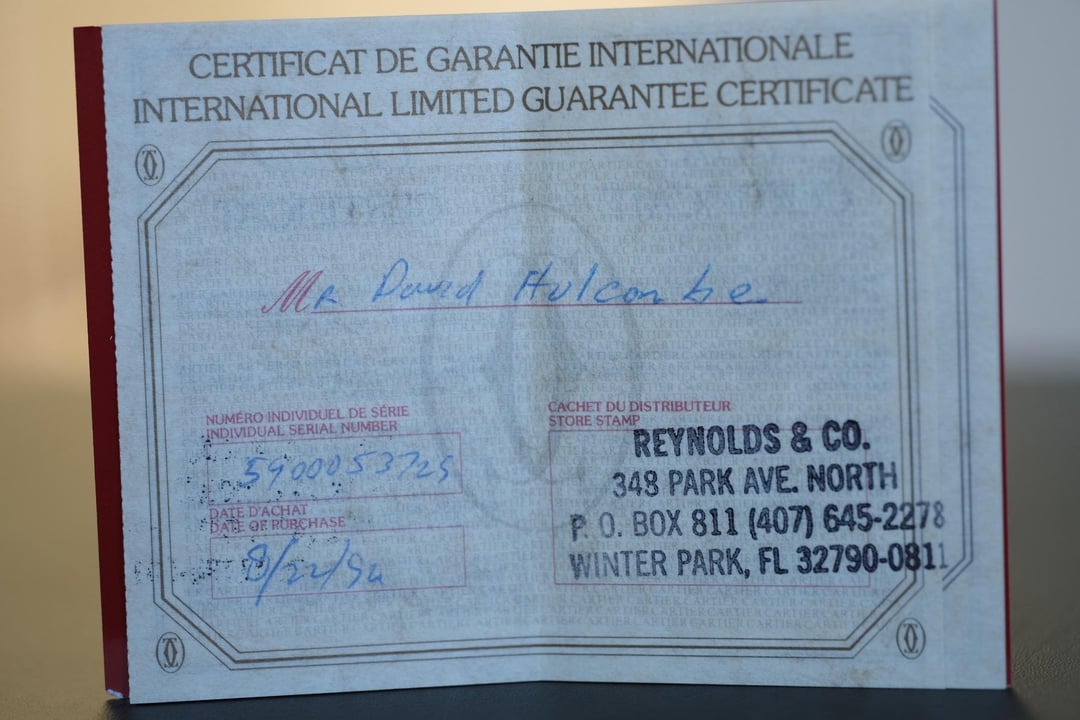 CERTIFICAT DE GARANTIE INTERNATIONALE
INTERNATIONAL LIMITED GUARANTEE CERTIFICATE
Mr David Hulcombe
NUMÉRO INDIVIDUEL DE SÉRIE
INDIVIDUAL SERIAL NUMBER
590005372S
DATE D'ACHAT
DATE OF PURCHASE
8/22/94
CACHET DU DISTRIBUTEUR
STORE STAMP
REYNOLDS & CO.
348 PARK AVE. NORTH
P. O. BOX 811 (407) 645-2278
WINTER PARK, FL 32790-0811